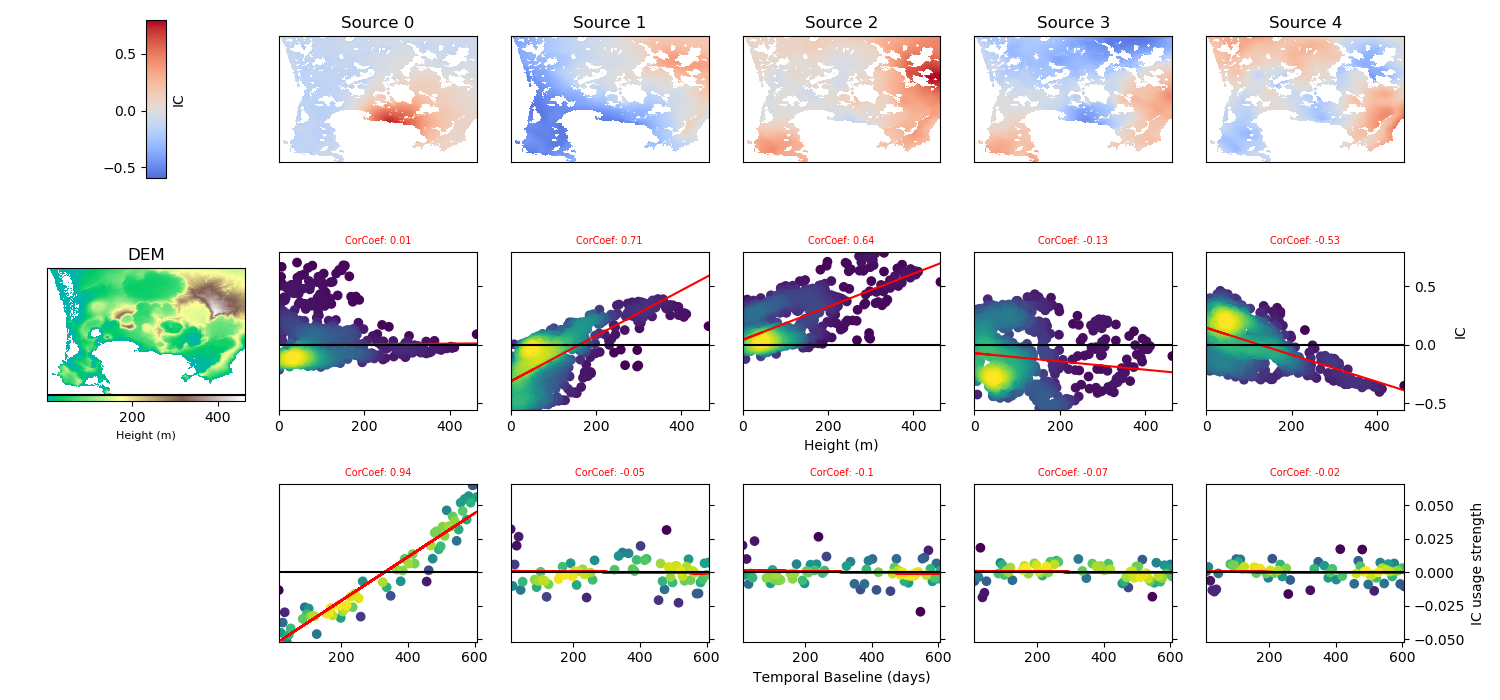 Source 0 Source 1 Source 2 Source 3 Source 4
0.5
0.0
−0.5
IC
CorCoef: 0.01 CorCoef: 0.71 CorCoef: 0.64 CorCoef: -0.13 CorCoef: -0.53
DEM
200 400
Height (m)
0.5
0.0
−0.5
IC
0 200 400 0 200 400 0 200 400 0 200 400 0 200 400
Height (m)
CorCoef: 0.94 CorCoef: -0.05 CorCoef: -0.1 CorCoef: -0.07 CorCoef: -0.02
0.050
0.025
0.000
−0.025
−0.050
IC usage strength
200 400 600 200 400 600 200 400 600 200 400 600 200 400 600
Temporal Baseline (days)